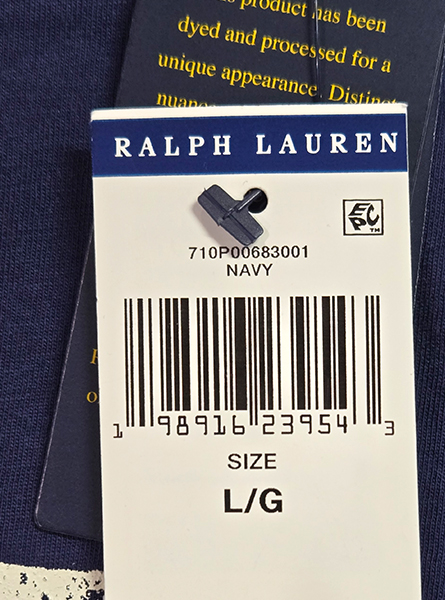 product has been
dyed and processed for a
unique appearance. Distinct
RALPH LAUREN
EPC™
710P00683001
NAVY
1 98916 23954 3
SIZE
L/G